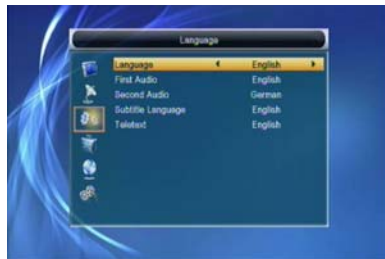 Language
Language English
First Audio English
Second Audio German
Subtitle Language English
Teletext English